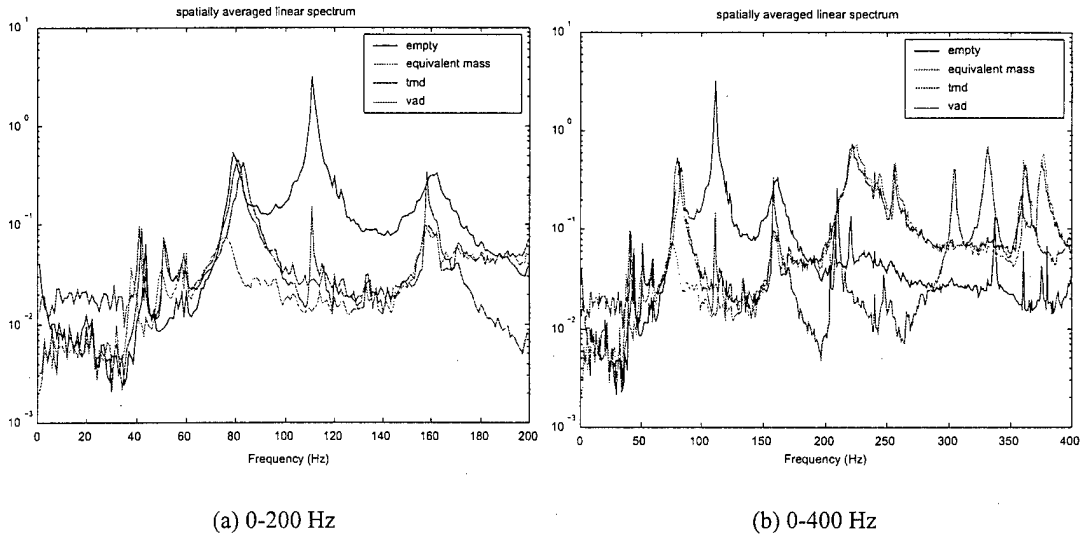 spatially averaged linear spectrum
empty
equivalent mass
tmd
vad
10^1
10^0
10^-1
10^-2
10^-3
0 20 40 60 80 100 120 140 160 180 200
Frequency (Hz)
(a) 0-200 Hz
spatially averaged linear spectrum
empty
equivalent mass
tmd
vad
10^1
10^0
10^-1
10^-2
10^-3
0 50 100 150 200 250 300 350 400
Frequency (Hz)
(b) 0-400 Hz